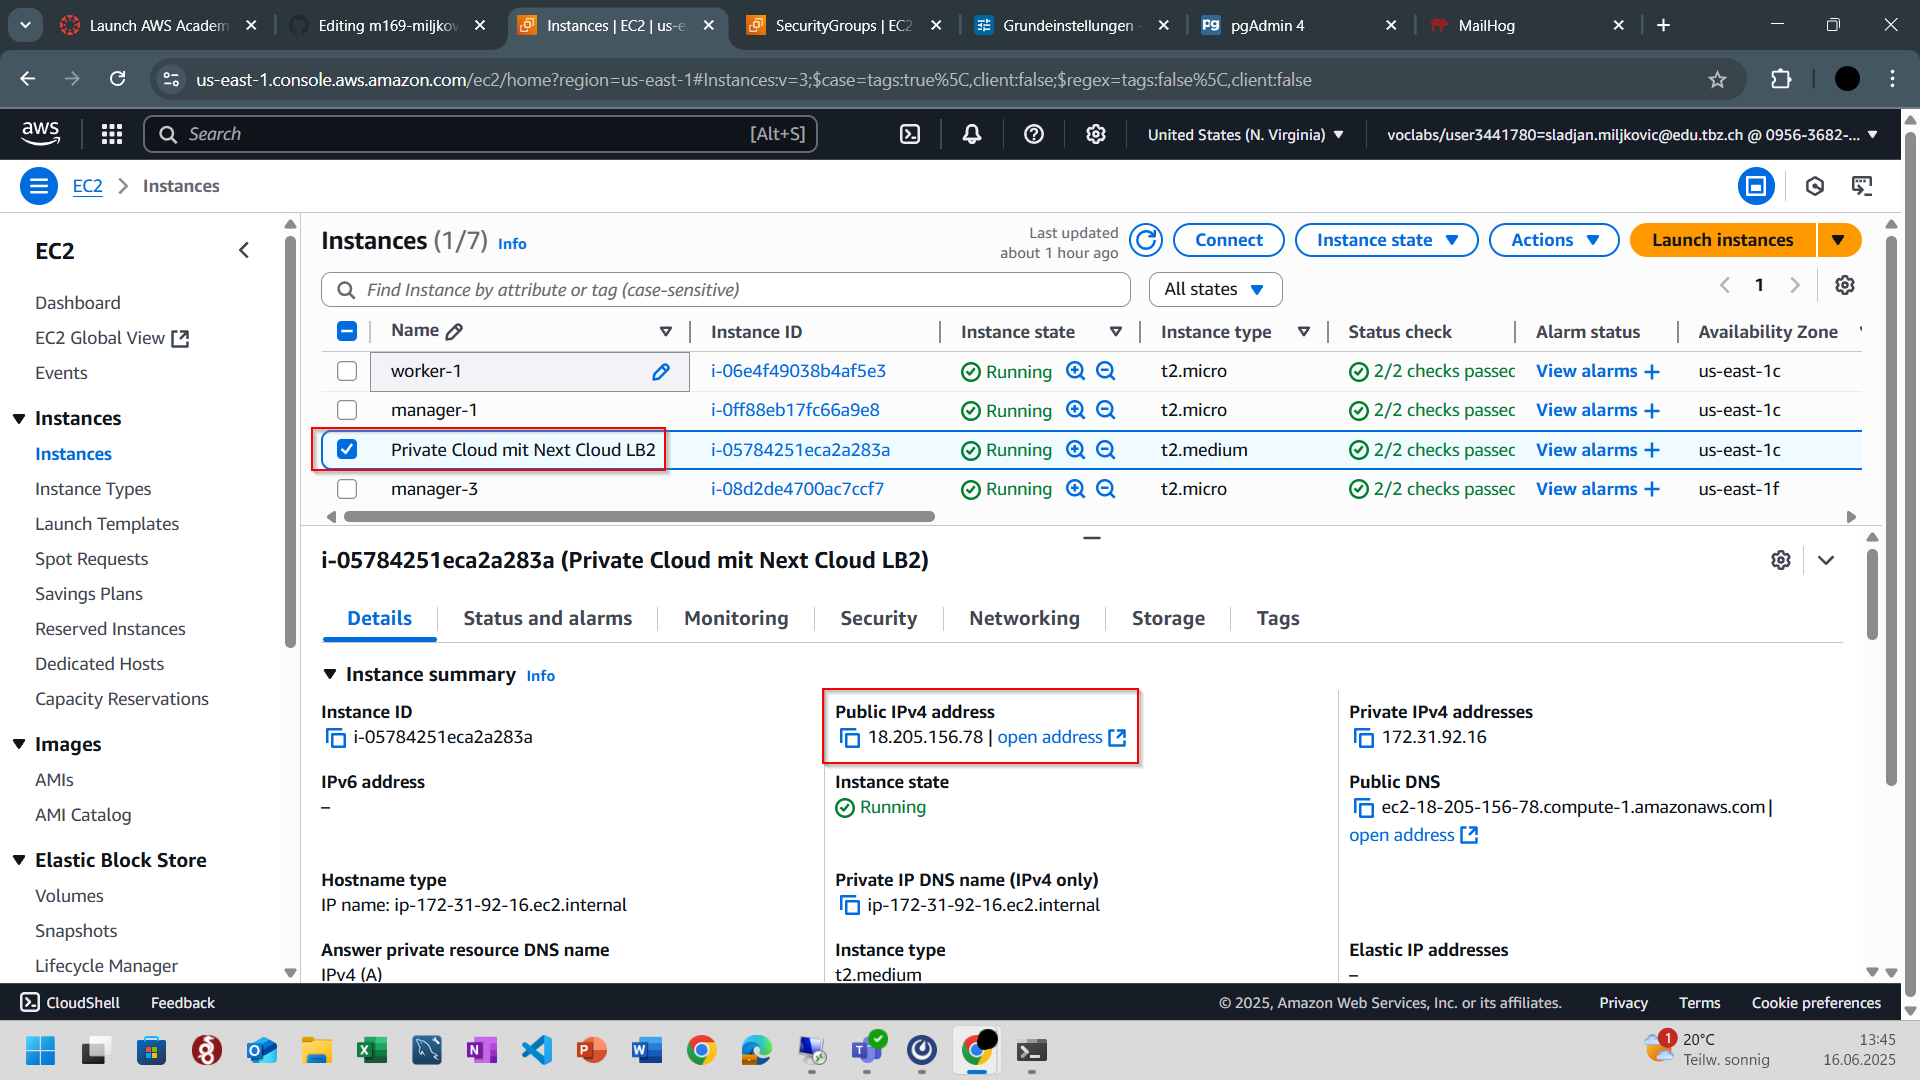 Launch AWS Academ
Editing m169-miljkov
Instances | EC2 | us-e
SecurityGroups | EC2
Grundeinstellungen -
pgAdmin 4
MailHog
us-east-1.console.aws.amazon.com/ec2/home?region=us-east-1#Instances:v=3;$case=tags:true%5C,client:false;$regex=tags:false%5C,client:false
aws
Search
[Alt+S]
United States (N. Virginia)
voclabs/user3441780=sladjan.miljkovic@edu.tbz.ch @ 0956-3682-...
EC2
Instances
EC2
Dashboard
EC2 Global View
Events
Instances
Instances
Instance Types
Launch Templates
Spot Requests
Savings Plans
Reserved Instances
Dedicated Hosts
Capacity Reservations
Images
AMIs
AMI Catalog
Elastic Block Store
Volumes
Snapshots
Lifecycle Manager
Instances (1/7) Info
Last updated
about 1 hour ago
Connect
Instance state
Actions
Launch instances
Find Instance by attribute or tag (case-sensitive)
All states
1
Name Instance ID Instance state Instance type Status check Alarm status Availability Zone
worker-1 i-06e4f49038b4af5e3 Running t2.micro 2/2 checks passec View alarms us-east-1c
manager-1 i-0ff88eb17fc66a9e8 Running t2.micro 2/2 checks passec View alarms us-east-1c
Private Cloud mit Next Cloud LB2 i-05784251eca2a283a Running t2.medium 2/2 checks passec View alarms us-east-1c
manager-3 i-08d2de4700ac7ccf7 Running t2.micro 2/2 checks passec View alarms us-east-1f
i-05784251eca2a283a (Private Cloud mit Next Cloud LB2)
Details
Status and alarms
Monitoring
Security
Networking
Storage
Tags
Instance summary Info
Instance ID
i-05784251eca2a283a
Public IPv4 address
18.205.156.78 | open address
Private IPv4 addresses
172.31.92.16
IPv6 address
–
Instance state
Running
Public DNS
ec2-18-205-156-78.compute-1.amazonaws.com |
open address
Hostname type
IP name: ip-172-31-92-16.ec2.internal
Private IP DNS name (IPv4 only)
ip-172-31-92-16.ec2.internal
Answer private resource DNS name
IPv4 (A)
Instance type
t2.medium
Elastic IP addresses
–
CloudShell
Feedback
© 2025, Amazon Web Services, Inc. or its affiliates.
Privacy
Terms
Cookie preferences
1
20°C
Teilw. sonnig
13:45
16.06.2025